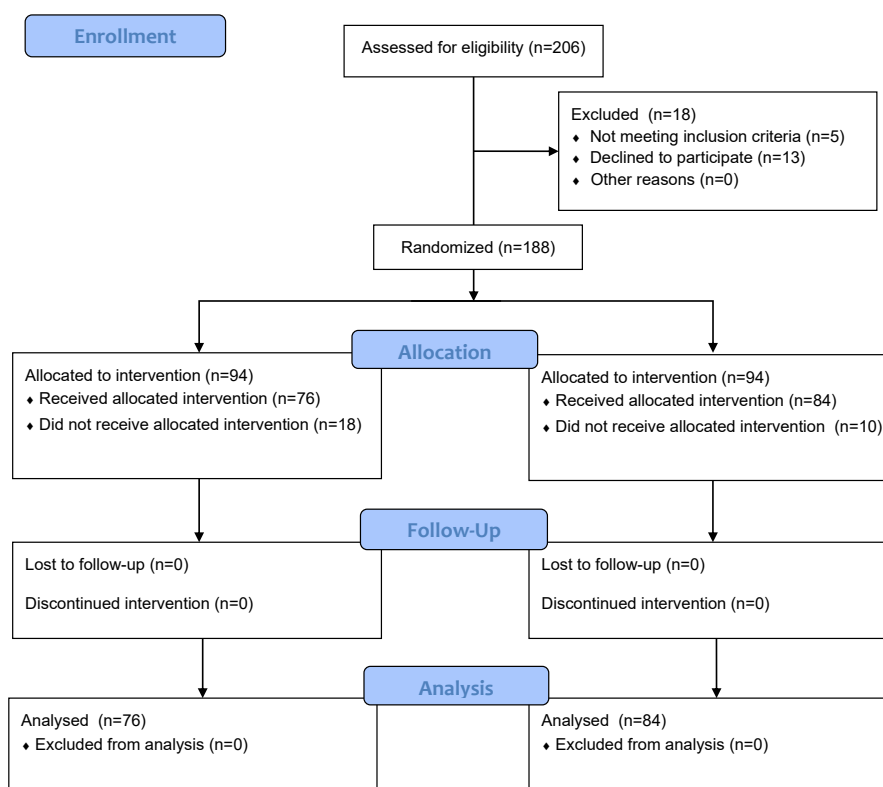 Enrollment
Assessed for eligibility (n=206)
Excluded (n=18)
♦ Not meeting inclusion criteria (n=5)
♦ Declined to participate (n=13)
♦ Other reasons (n=0)
Randomized (n=188)
Allocation
Allocated to intervention (n=94)
♦ Received allocated intervention (n=76)
♦ Did not receive allocated intervention (n=18)
Allocated to intervention (n=94)
♦ Received allocated intervention (n=84)
♦ Did not receive allocated intervention (n=10)
Follow-Up
Lost to follow-up (n=0)
Discontinued intervention (n=0)
Lost to follow-up (n=0)
Discontinued intervention (n=0)
Analysis
Analysed (n=76)
♦ Excluded from analysis (n=0)
Analysed (n=84)
♦ Excluded from analysis (n=0)